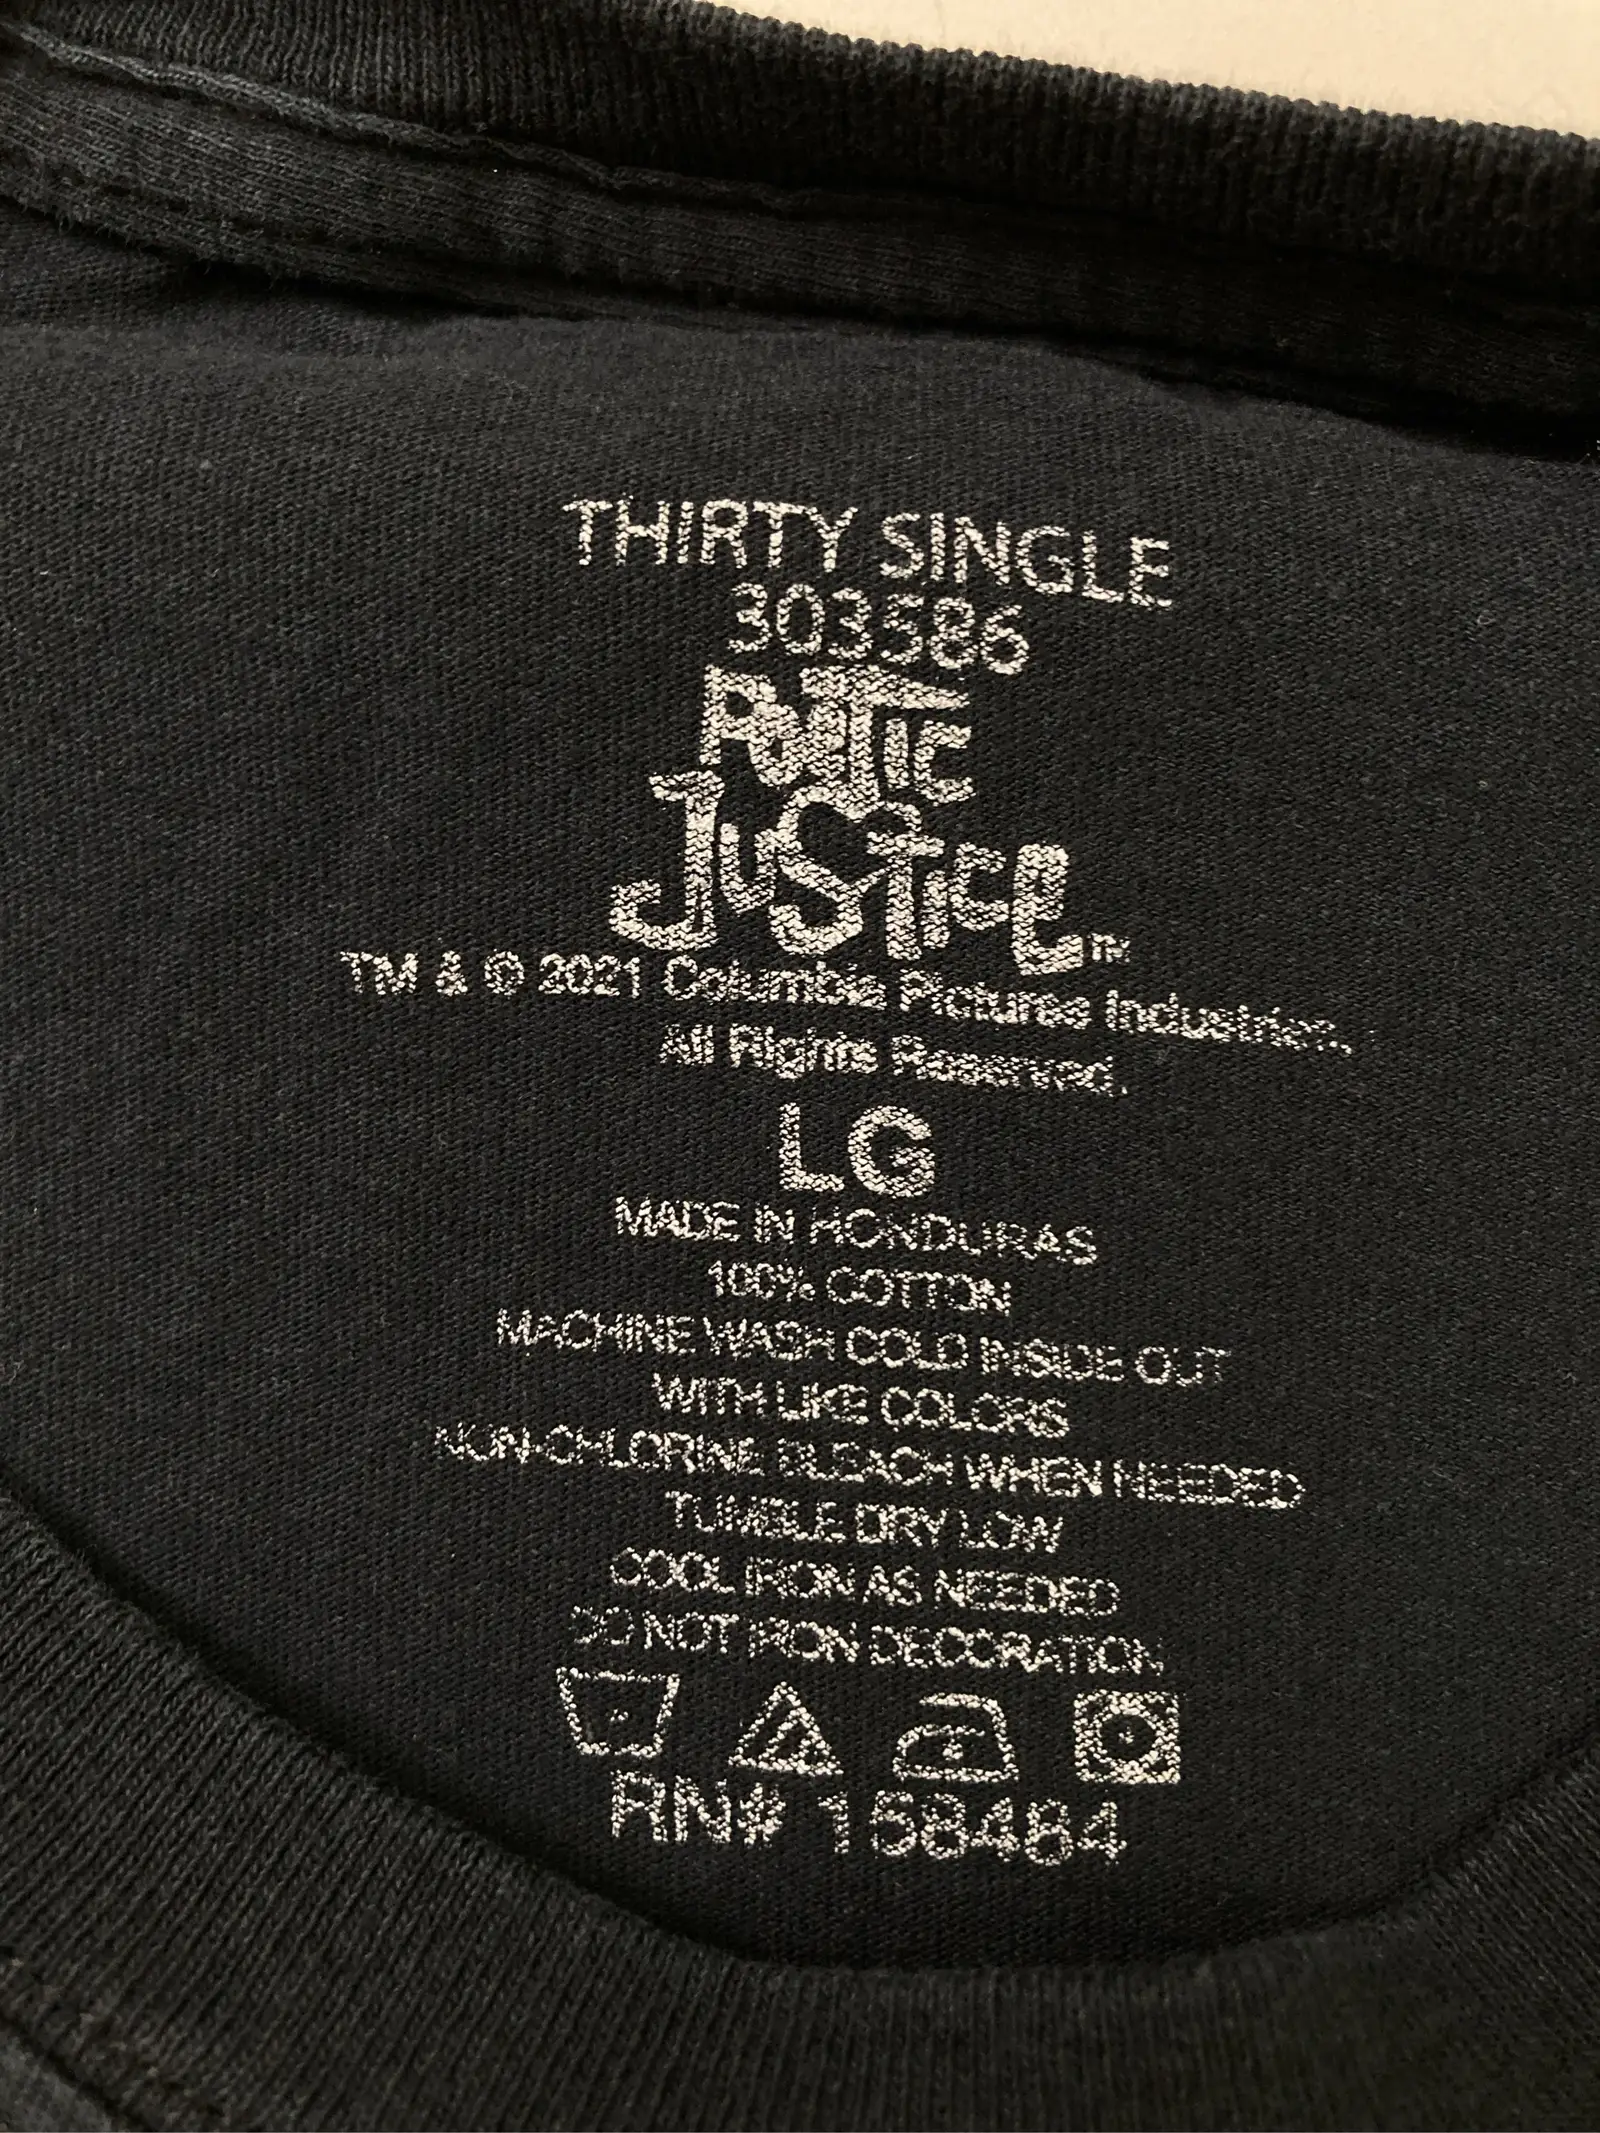 THIRTY SINGLE
303586
POETIC
JUSTICE™
TM & © 2021 Columbia Pictures Industries.
All Rights Reserved.
LG
MADE IN HONDURAS
100% COTTON
MACHINE WASH COLD INSIDE OUT
WITH LIKE COLORS
NON-CHLORINE BLEACH WHEN NEEDED
TUMBLE DRY LOW
COOL IRON AS NEEDED
DO NOT IRON DECORATION
RN# 158484